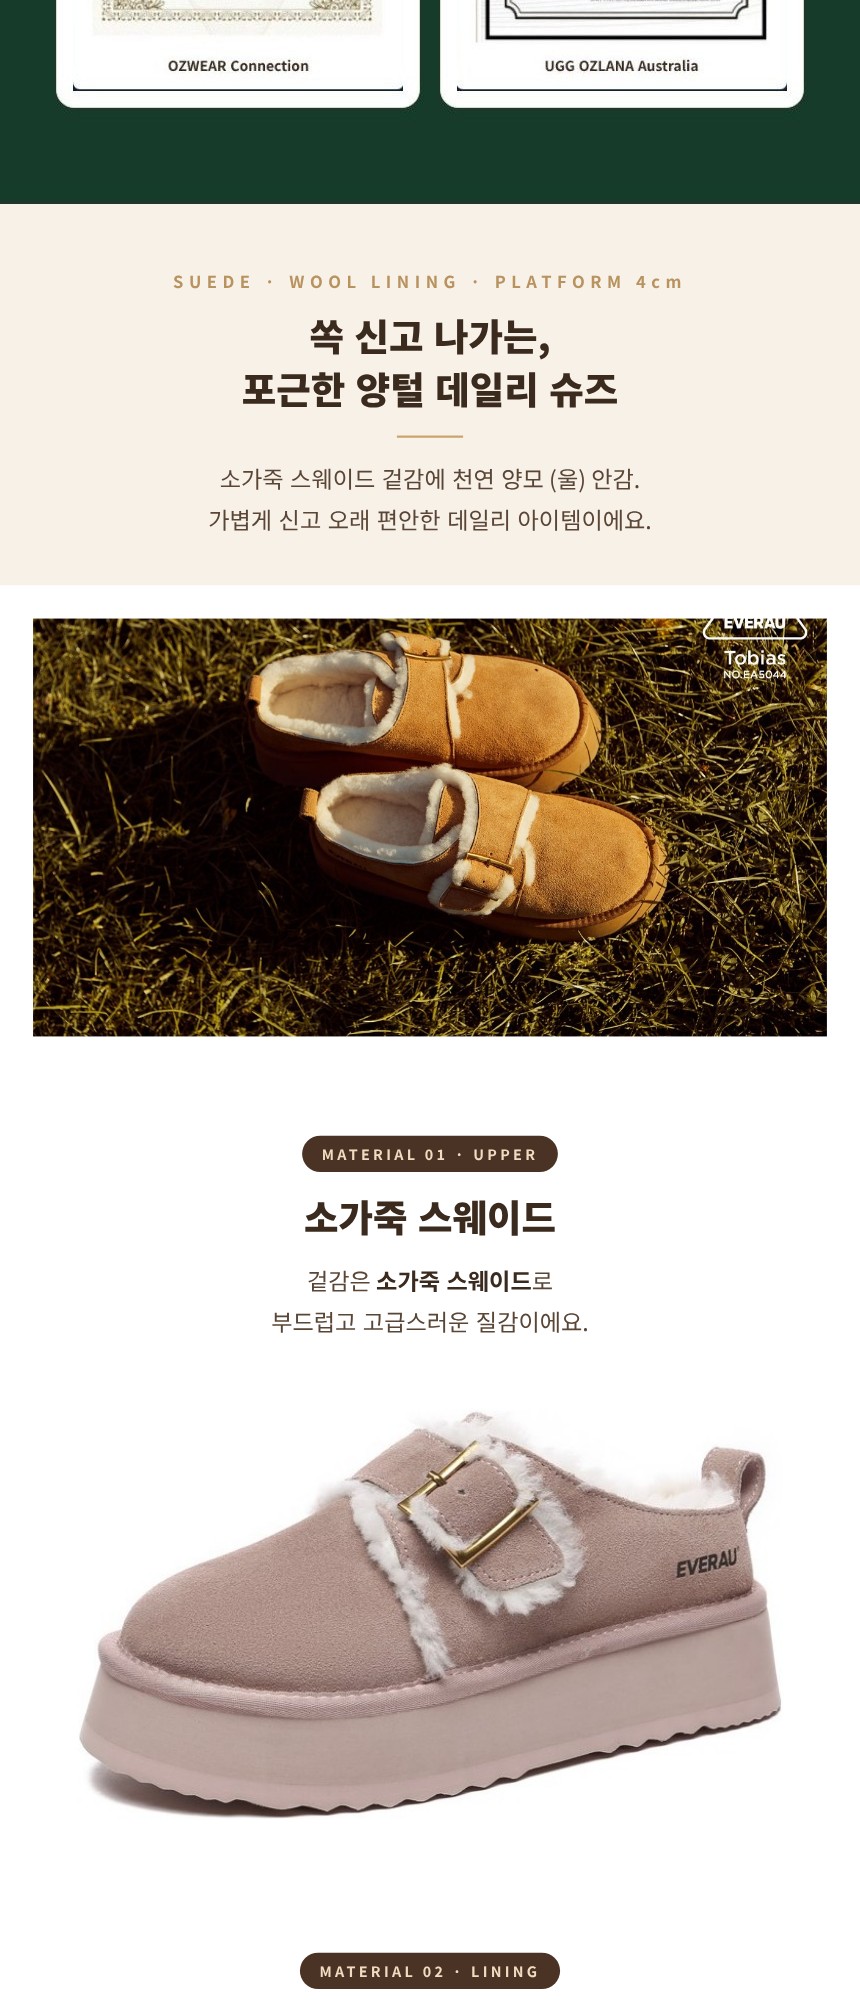 OZWEAR Connection
UGG OZLANA Australia
SUEDE · WOOL LINING · PLATFORM 4cm
쏙 신고 나가는,
포근한 양털 데일리 슈즈
소가죽 스웨이드 겉감에 천연 양모 (울) 안감.
가볍게 신고 오래 편안한 데일리 아이템이에요.
EVERAU
Tobias
NO.EA5044
MATERIAL 01 · UPPER
소가죽 스웨이드
겉감은 소가죽 스웨이드로
부드럽고 고급스러운 질감이에요.
EVERAU
MATERIAL 02 · LINING